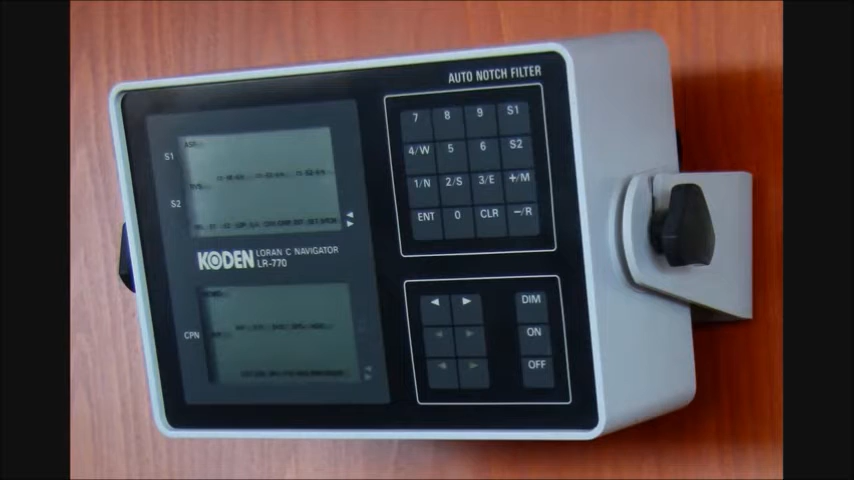 AUTO NOTCH FILTER
7 8 9 S1
4/W 5 6 S2
1/N 2/S 3/E +/M
ENT 0 CLR −/R
S1
S2
KODEN LORAN C NAVIGATOR
LR-770
CPN
◀ ▶ DIM
◀ ▶ ON
◀ ▶ OFF